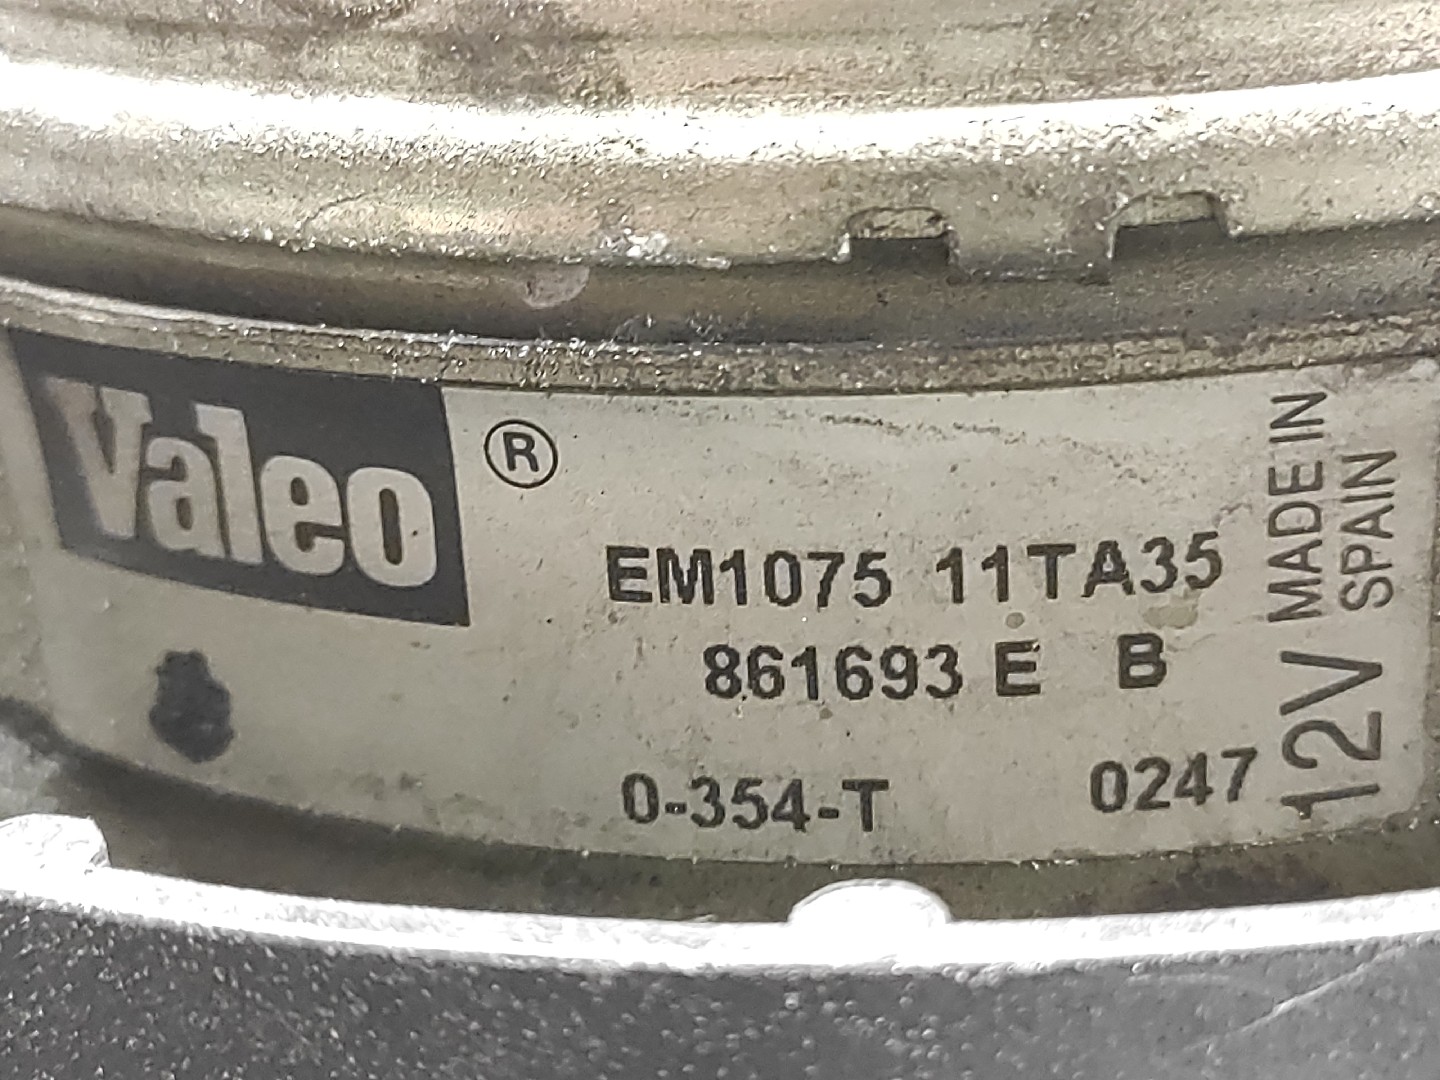 Valeo ®
EM1075 11TA35
861693 E B
0-354-T 0247
MADE IN
SPAIN
12V